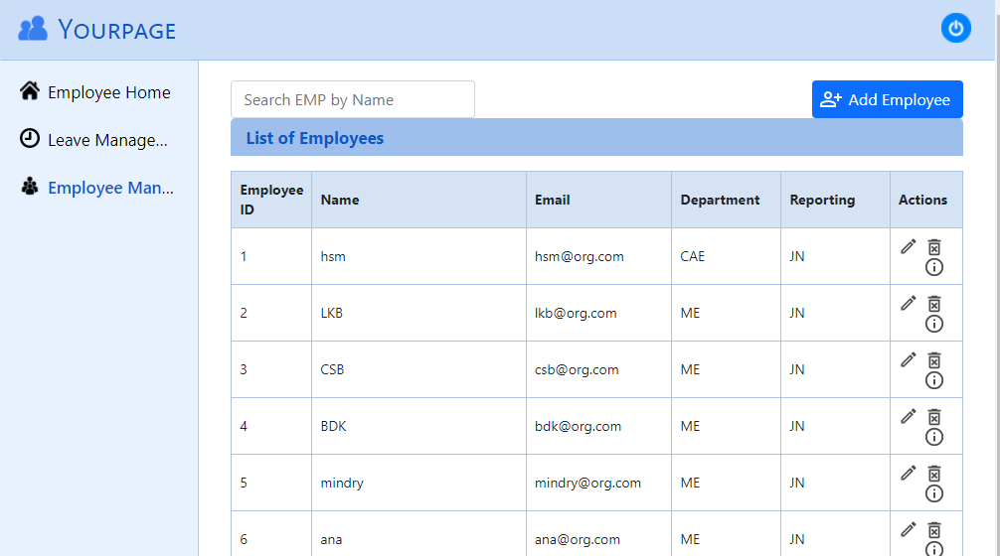 Yourpage
Employee Home
Leave Manage...
Employee Man...
Search EMP by Name
Add Employee
List of Employees
Employee ID Name Email Department Reporting Actions
1 hsm hsm@org.com CAE JN
2 LKB lkb@org.com ME JN
3 CSB csb@org.com ME JN
4 BDK bdk@org.com ME JN
5 mindry mindry@org.com ME JN
6 ana ana@org.com ME JN